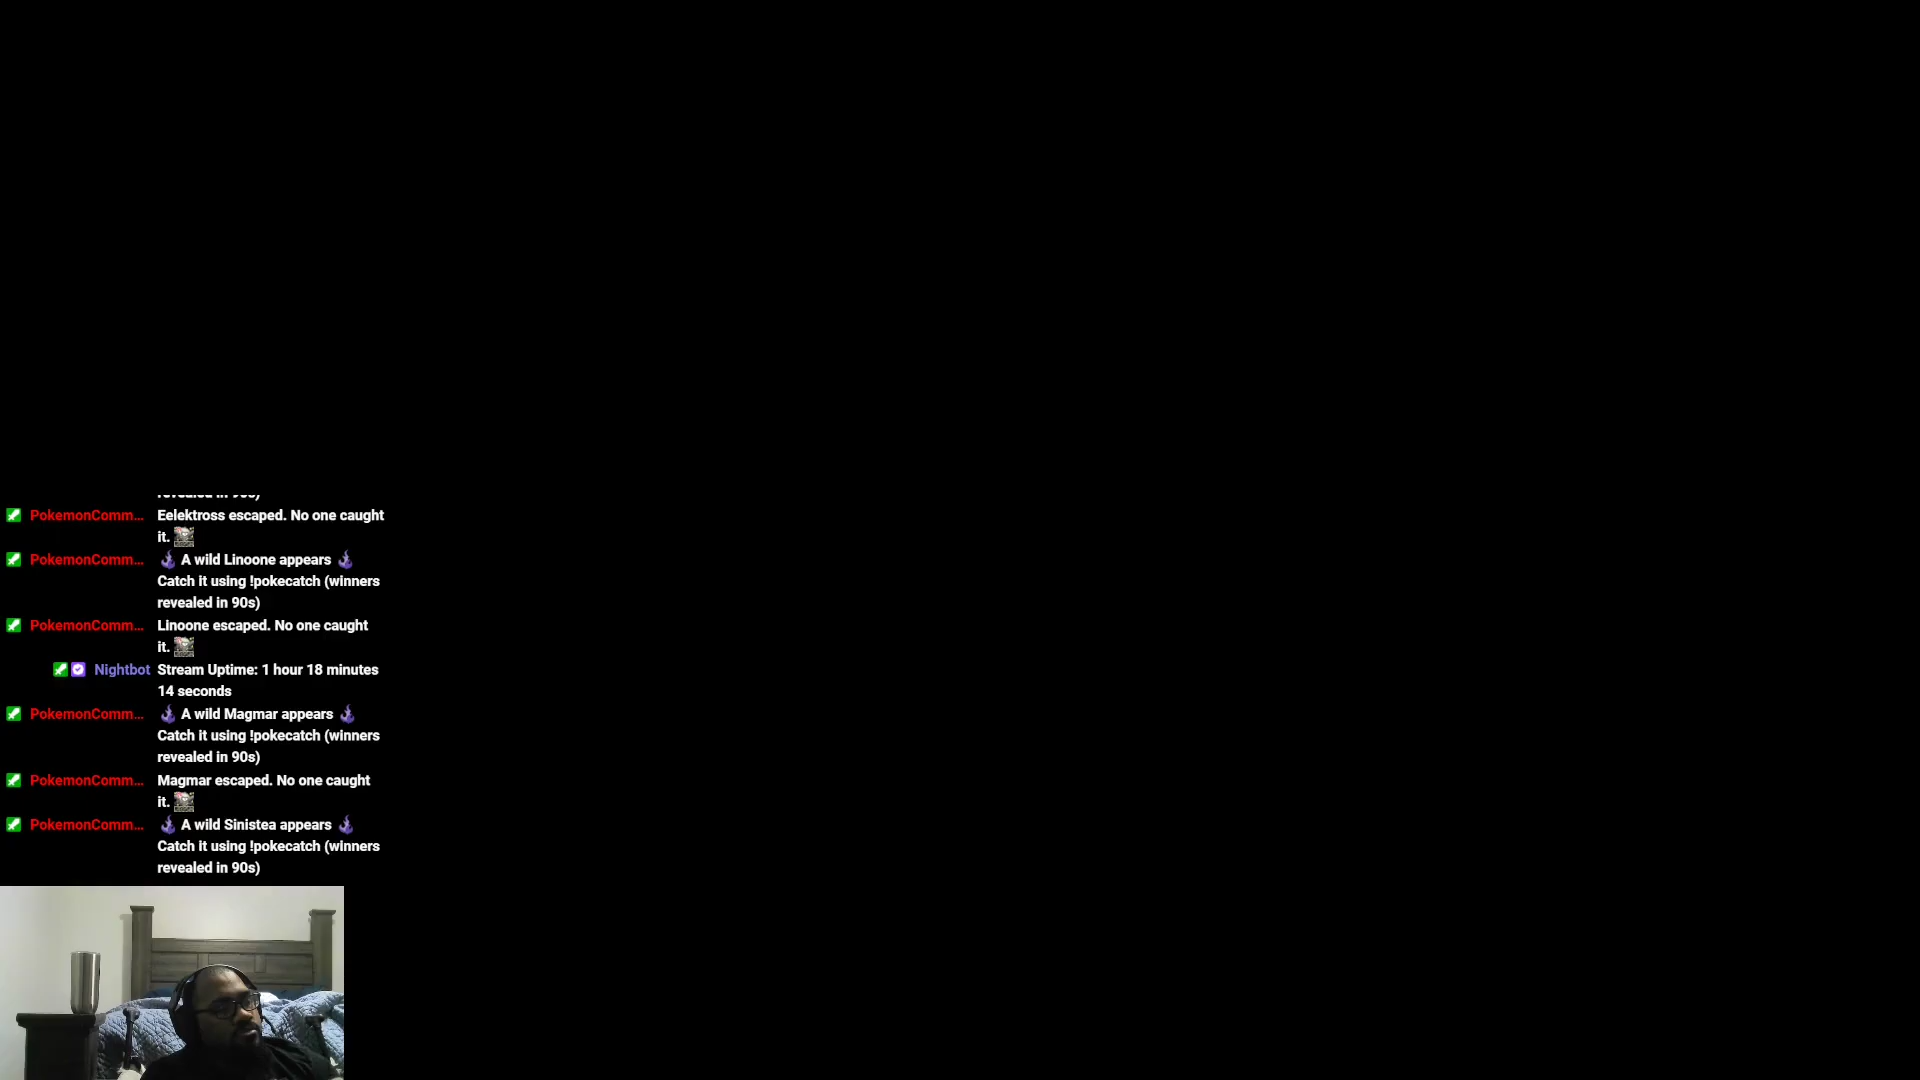 revealed in 90s)
PokemonComm... Eelektross escaped. No one caught
it.
PokemonComm... A wild Linoone appears
Catch it using !pokecatch (winners
revealed in 90s)
PokemonComm... Linoone escaped. No one caught
it.
Nightbot Stream Uptime: 1 hour 18 minutes
14 seconds
PokemonComm... A wild Magmar appears
Catch it using !pokecatch (winners
revealed in 90s)
PokemonComm... Magmar escaped. No one caught
it.
PokemonComm... A wild Sinistea appears
Catch it using !pokecatch (winners
revealed in 90s)